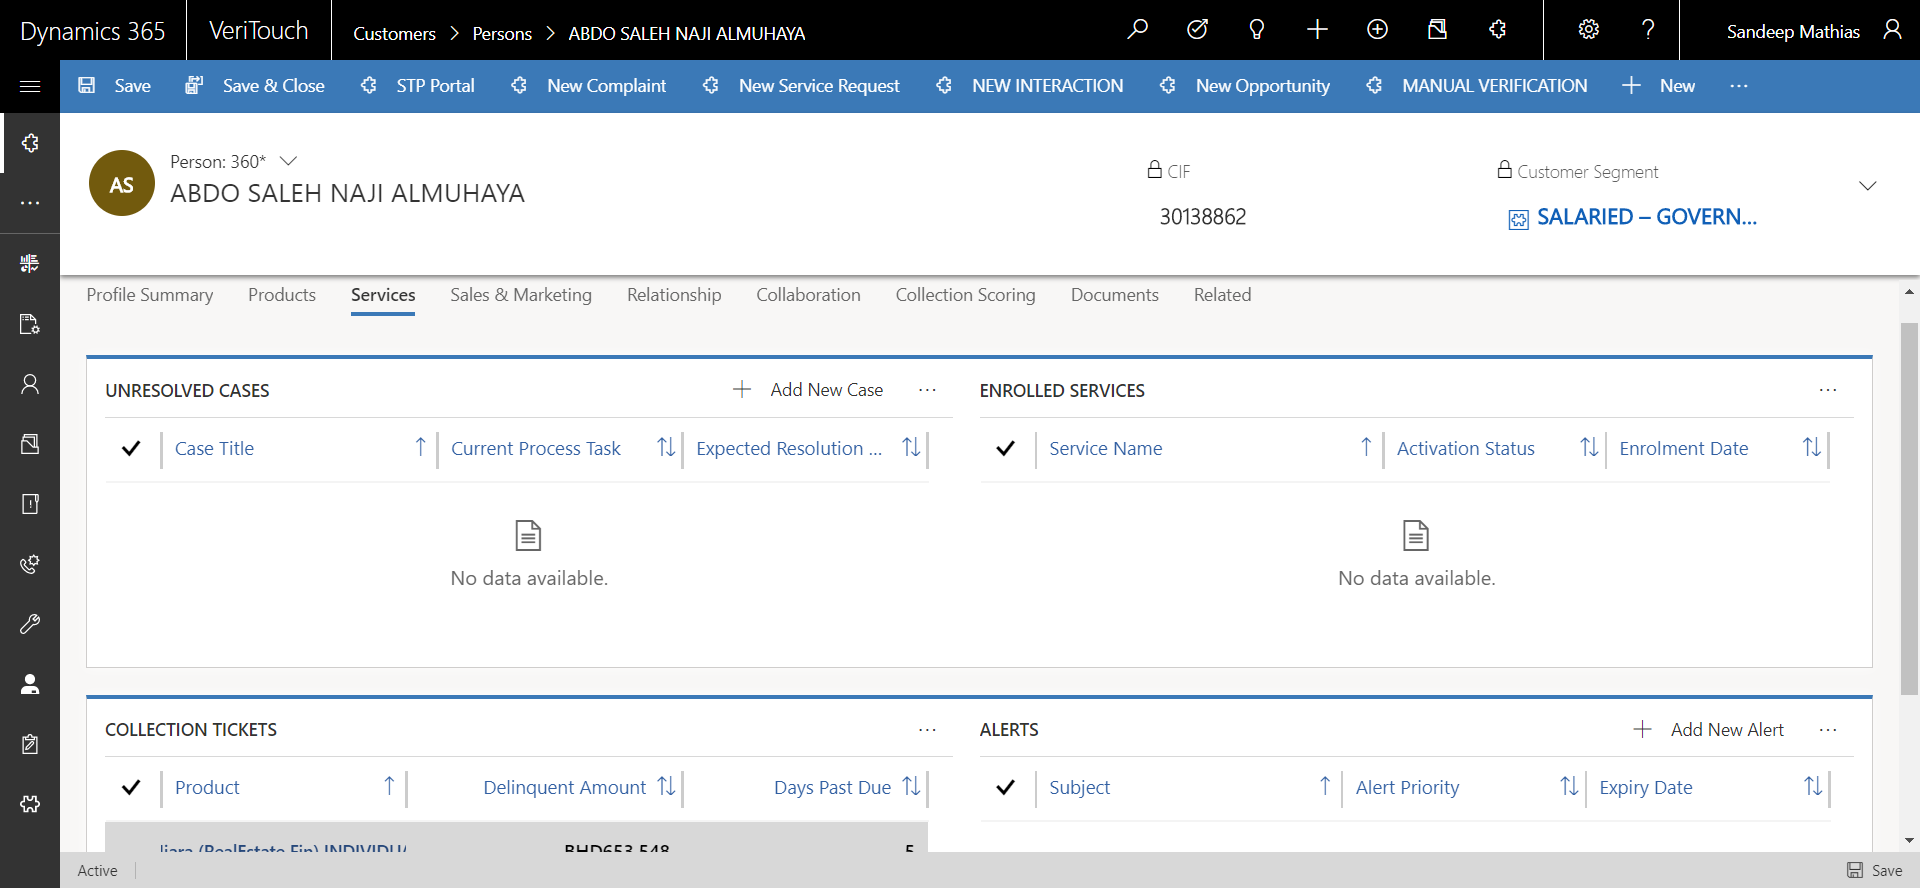 Dynamics 365
VeriTouch
Customers > Persons > ABDO SALEH NAJI ALMUHAYA
Sandeep Mathias
Save
Save & Close
STP Portal
New Complaint
New Service Request
NEW INTERACTION
New Opportunity
MANUAL VERIFICATION
New
AS
Person: 360*
ABDO SALEH NAJI ALMUHAYA
CIF
30138862
Customer Segment
SALARIED – GOVERN...
Profile Summary
Products
Services
Sales & Marketing
Relationship
Collaboration
Collection Scoring
Documents
Related
UNRESOLVED CASES
Add New Case
Case Title
Current Process Task
Expected Resolution ...
No data available.
ENROLLED SERVICES
Service Name
Activation Status
Enrolment Date
No data available.
COLLECTION TICKETS
Product
Delinquent Amount
Days Past Due
Ijara (RealEstate Fin) INDIVIDU
BHD653.548
5
ALERTS
Add New Alert
Subject
Alert Priority
Expiry Date
Active
Save